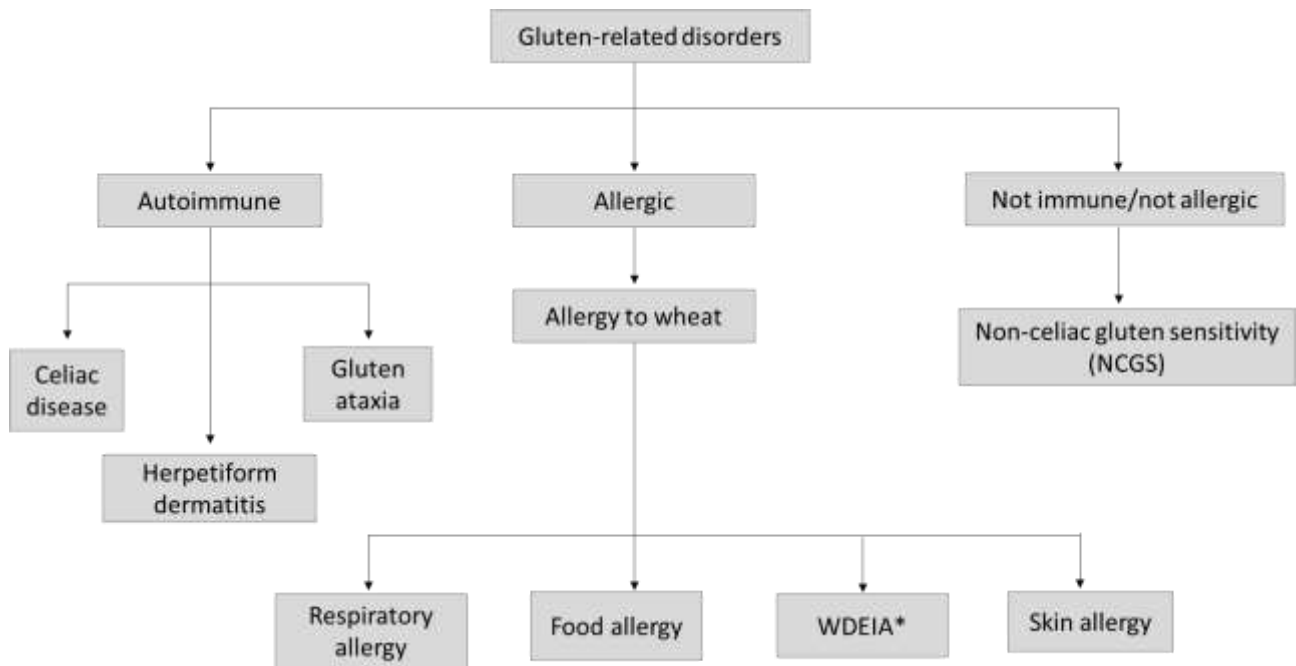 Gluten-related disorders
Autoimmune
Allergic
Not immune/not allergic
Allergy to wheat
Non-celiac gluten sensitivity
(NCGS)
Celiac
disease
Gluten
ataxia
Herpetiform
dermatitis
Respiratory
allergy
Food allergy
WDEIA*
Skin allergy